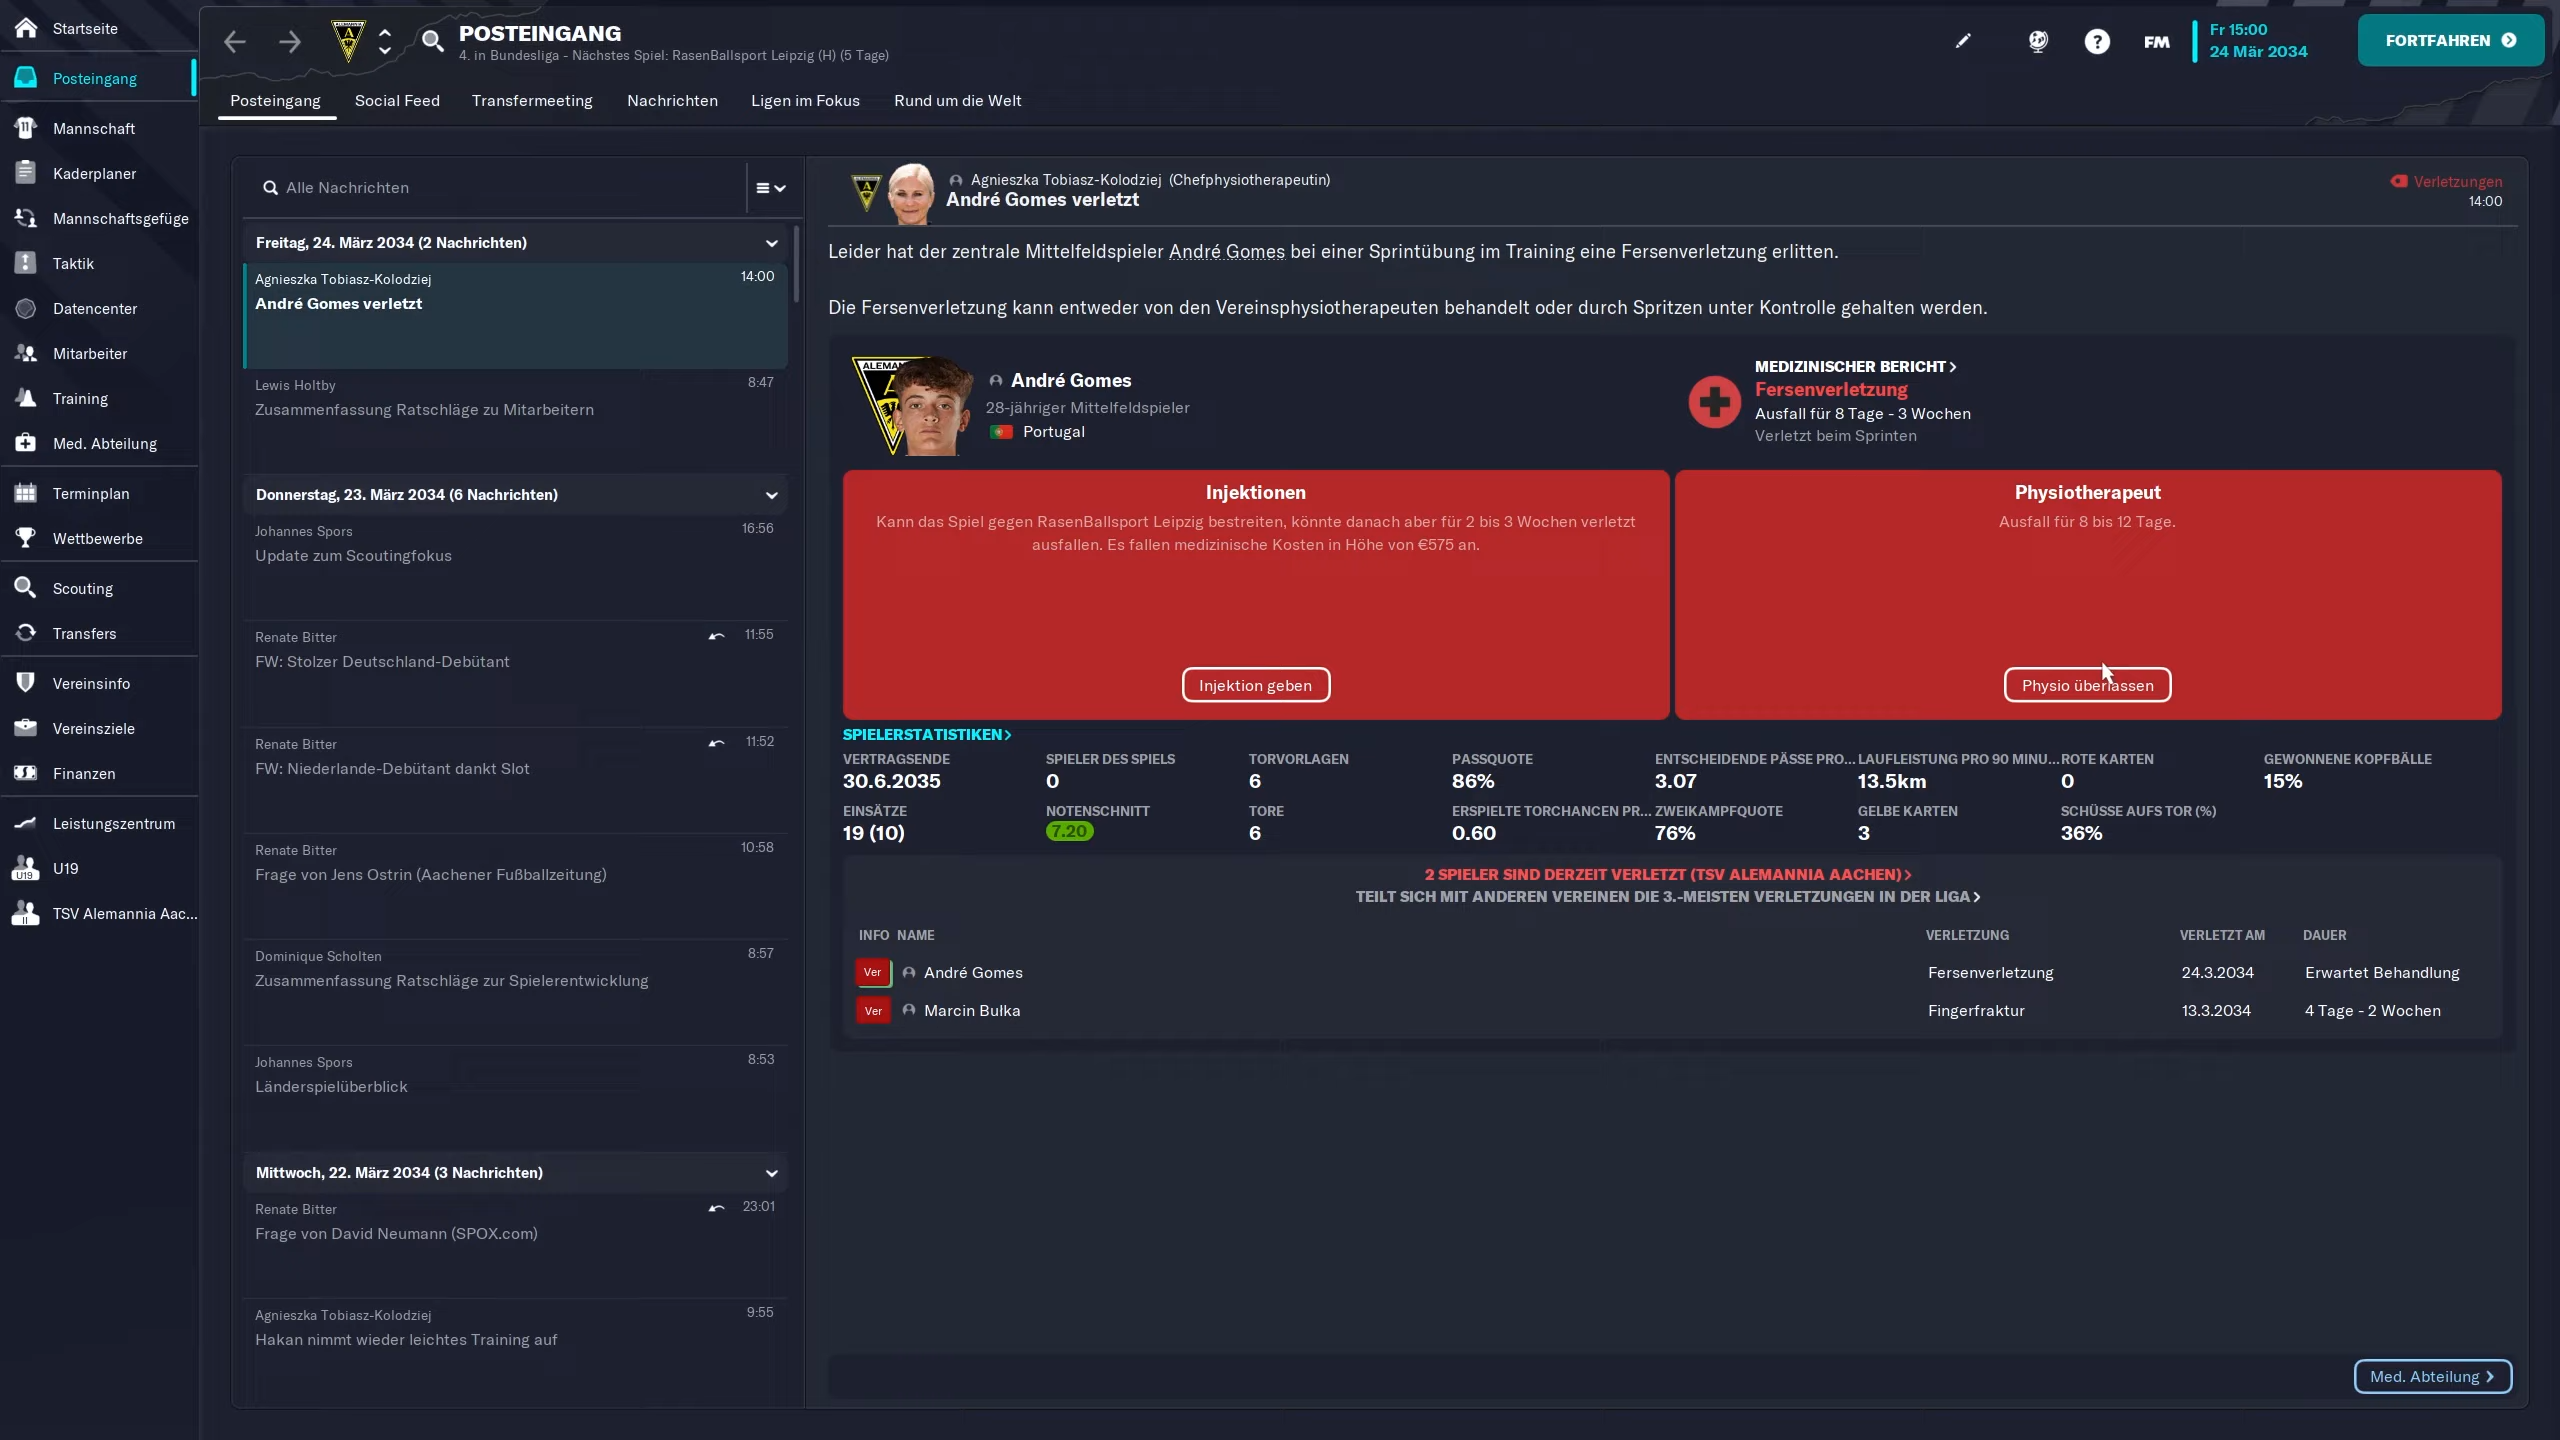 Startseite
Posteingang
Mannschaft
Kaderplaner
Mannschaftsgefüge
Taktik
Datencenter
Mitarbeiter
Training
Med. Abteilung
Terminplan
Wettbewerbe
Scouting
Transfers
Vereinsinfo
Vereinsziele
Finanzen
Leistungszentrum
U19
TSV Alemannia Aac...
POSTEINGANG
4. in Bundesliga - Nächstes Spiel: RasenBallsport Leipzig (H) (5 Tage)
FM
Fr 15:00
24 Mär 2034
FORTFAHREN
Posteingang Social Feed Transfermeeting Nachrichten Ligen im Fokus Rund um die Welt
Alle Nachrichten
Freitag, 24. März 2034 (2 Nachrichten)
Agnieszka Tobiasz-Kolodziej 14:00
André Gomes verletzt
Lewis Holtby 8:47
Zusammenfassung Ratschläge zu Mitarbeitern
Donnerstag, 23. März 2034 (6 Nachrichten)
Johannes Spors 16:56
Update zum Scoutingfokus
Renate Bitter 11:55
FW: Stolzer Deutschland-Debütant
Renate Bitter 11:52
FW: Niederlande-Debütant dankt Slot
Renate Bitter 10:58
Frage von Jens Ostrin (Aachener Fußballzeitung)
Dominique Scholten 8:57
Zusammenfassung Ratschläge zur Spielerentwicklung
Johannes Spors 8:53
Länderspielüberblick
Mittwoch, 22. März 2034 (3 Nachrichten)
Renate Bitter 23:01
Frage von David Neumann (SPOX.com)
Agnieszka Tobiasz-Kolodziej 9:55
Hakan nimmt wieder leichtes Training auf
Agnieszka Tobiasz-Kolodziej (Chefphysiotherapeutin)
André Gomes verletzt
Verletzungen
14:00
Leider hat der zentrale Mittelfeldspieler André Gomes bei einer Sprintübung im Training eine Fersenverletzung erlitten.
Die Fersenverletzung kann entweder von den Vereinsphysiotherapeuten behandelt oder durch Spritzen unter Kontrolle gehalten werden.
André Gomes
28-jähriger Mittelfeldspieler
Portugal
MEDIZINISCHER BERICHT
Fersenverletzung
Ausfall für 8 Tage - 3 Wochen
Verletzt beim Sprinten
Injektionen
Kann das Spiel gegen RasenBallsport Leipzig bestreiten, könnte danach aber für 2 bis 3 Wochen verletzt
ausfallen. Es fallen medizinische Kosten in Höhe von €575 an.
Injektion geben
Physiotherapeut
Ausfall für 8 bis 12 Tage.
Physio überlassen
SPIELERSTATISTIKEN
VERTRAGSENDE SPIELER DES SPIELS TORVORLAGEN PASSQUOTE ENTSCHEIDENDE PÄSSE PRO... LAUFLEISTUNG PRO 90 MINU... ROTE KARTEN GEWONNENE KOPFBÄLLE
30.6.2035 0 6 86% 3.07 13.5km 0 15%
EINSÄTZE NOTENSCHNITT TORE ERSPIELTE TORCHANCEN PR... ZWEIKAMPFQUOTE GELBE KARTEN SCHÜSSE AUFS TOR (%)
19 (10) 7.20 6 0.60 76% 3 36%
2 SPIELER SIND DERZEIT VERLETZT (TSV ALEMANNIA AACHEN)
TEILT SICH MIT ANDEREN VEREINEN DIE 3.-MEISTEN VERLETZUNGEN IN DER LIGA
INFO NAME VERLETZUNG VERLETZT AM DAUER
Ver André Gomes Fersenverletzung 24.3.2034 Erwartet Behandlung
Ver Marcin Bulka Fingerfraktur 13.3.2034 4 Tage - 2 Wochen
Med. Abteilung